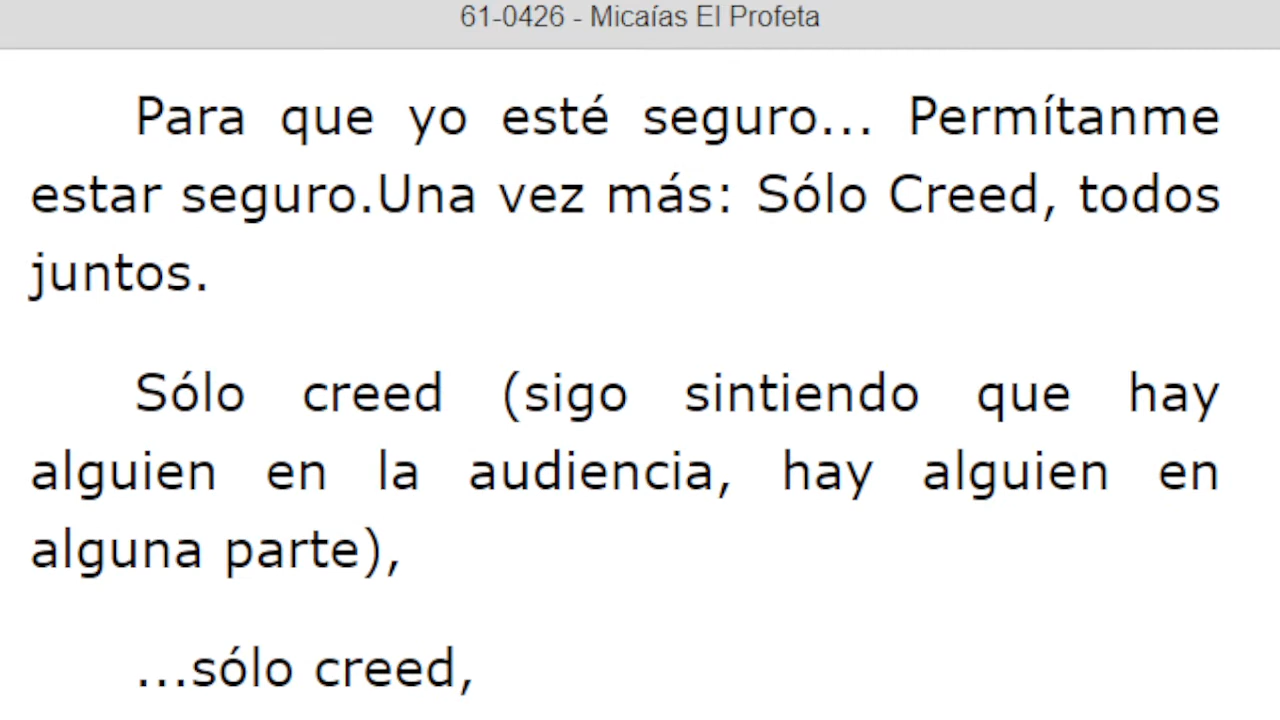 61-0426 - Micaías El Profeta
Para que yo esté seguro... Permítanme
estar seguro.Una vez más: Sólo Creed, todos
juntos.
Sólo creed (sigo sintiendo que hay
alguien en la audiencia, hay alguien en
alguna parte),
...sólo creed,